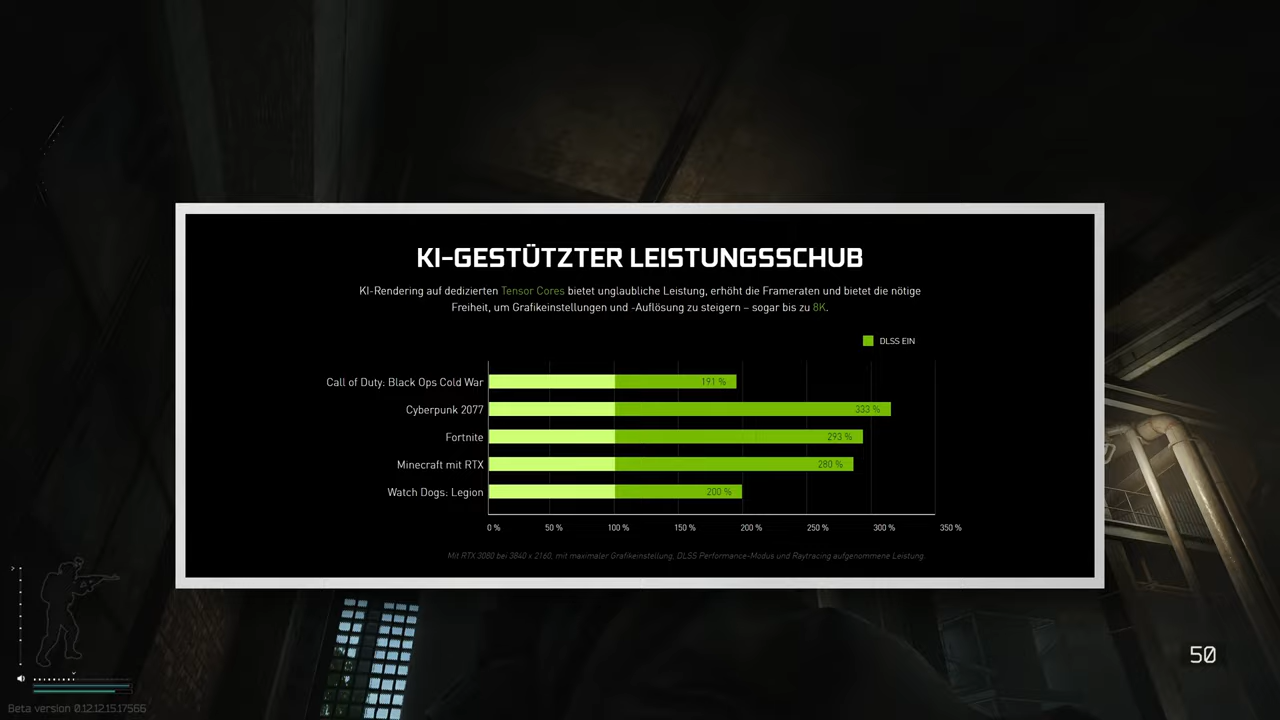 KI-GESTÜTZTER LEISTUNGSSCHUB
KI-Rendering auf dedizierten Tensor Cores bietet unglaubliche Leistung, erhöht die Frameraten und bietet die nötige
Freiheit, um Grafikeinstellungen und -Auflösung zu steigern – sogar bis zu 8K.
DLSS EIN
Call of Duty: Black Ops Cold War 191 %
Cyberpunk 2077 333 %
Fortnite 293 %
Minecraft mit RTX 280 %
Watch Dogs: Legion 200 %
0 % 50 % 100 % 150 % 200 % 250 % 300 % 350 %
Mit RTX 3080 bei 3840 x 2160, mit maximaler Grafikeinstellung, DLSS Performance-Modus und Raytracing aufgenommene Leistung.
50
Beta version 0.12.12.15.17566